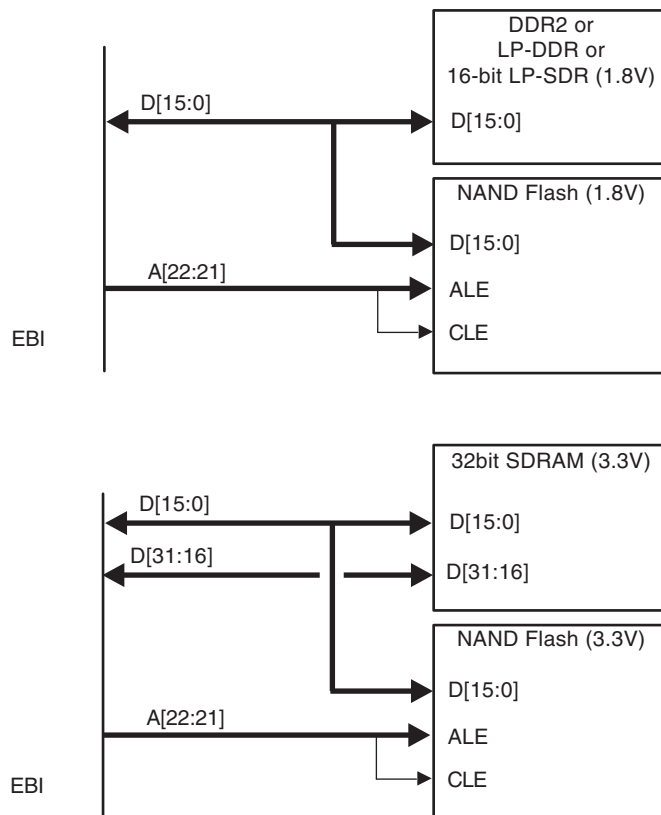 DDR2 or
LP-DDR or
16-bit LP-SDR (1.8V)
D[15:0]
D[15:0]
NAND Flash (1.8V)
D[15:0]
A[22:21]
ALE
EBI
CLE
32bit SDRAM (3.3V)
D[15:0]
D[15:0]
D[31:16]
D[31:16]
NAND Flash (3.3V)
D[15:0]
A[22:21]
ALE
EBI
CLE